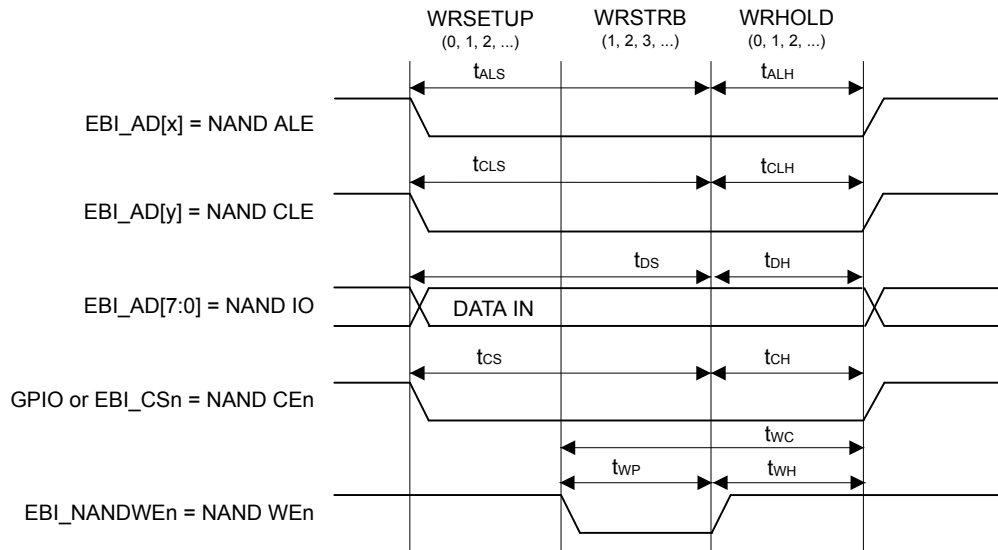 WRSETUP WRSTRB WRHOLD
(0, 1, 2, ...) (1, 2, 3, ...) (0, 1, 2, ...)
tALS tALH
EBI_AD[x] = NAND ALE
tCLS tCLH
EBI_AD[y] = NAND CLE
tDS tDH
EBI_AD[7:0] = NAND IO DATA IN
tCS tCH
GPIO or EBI_CSn = NAND CEn
tWC
tWP tWH
EBI_NANDWEn = NAND WEn